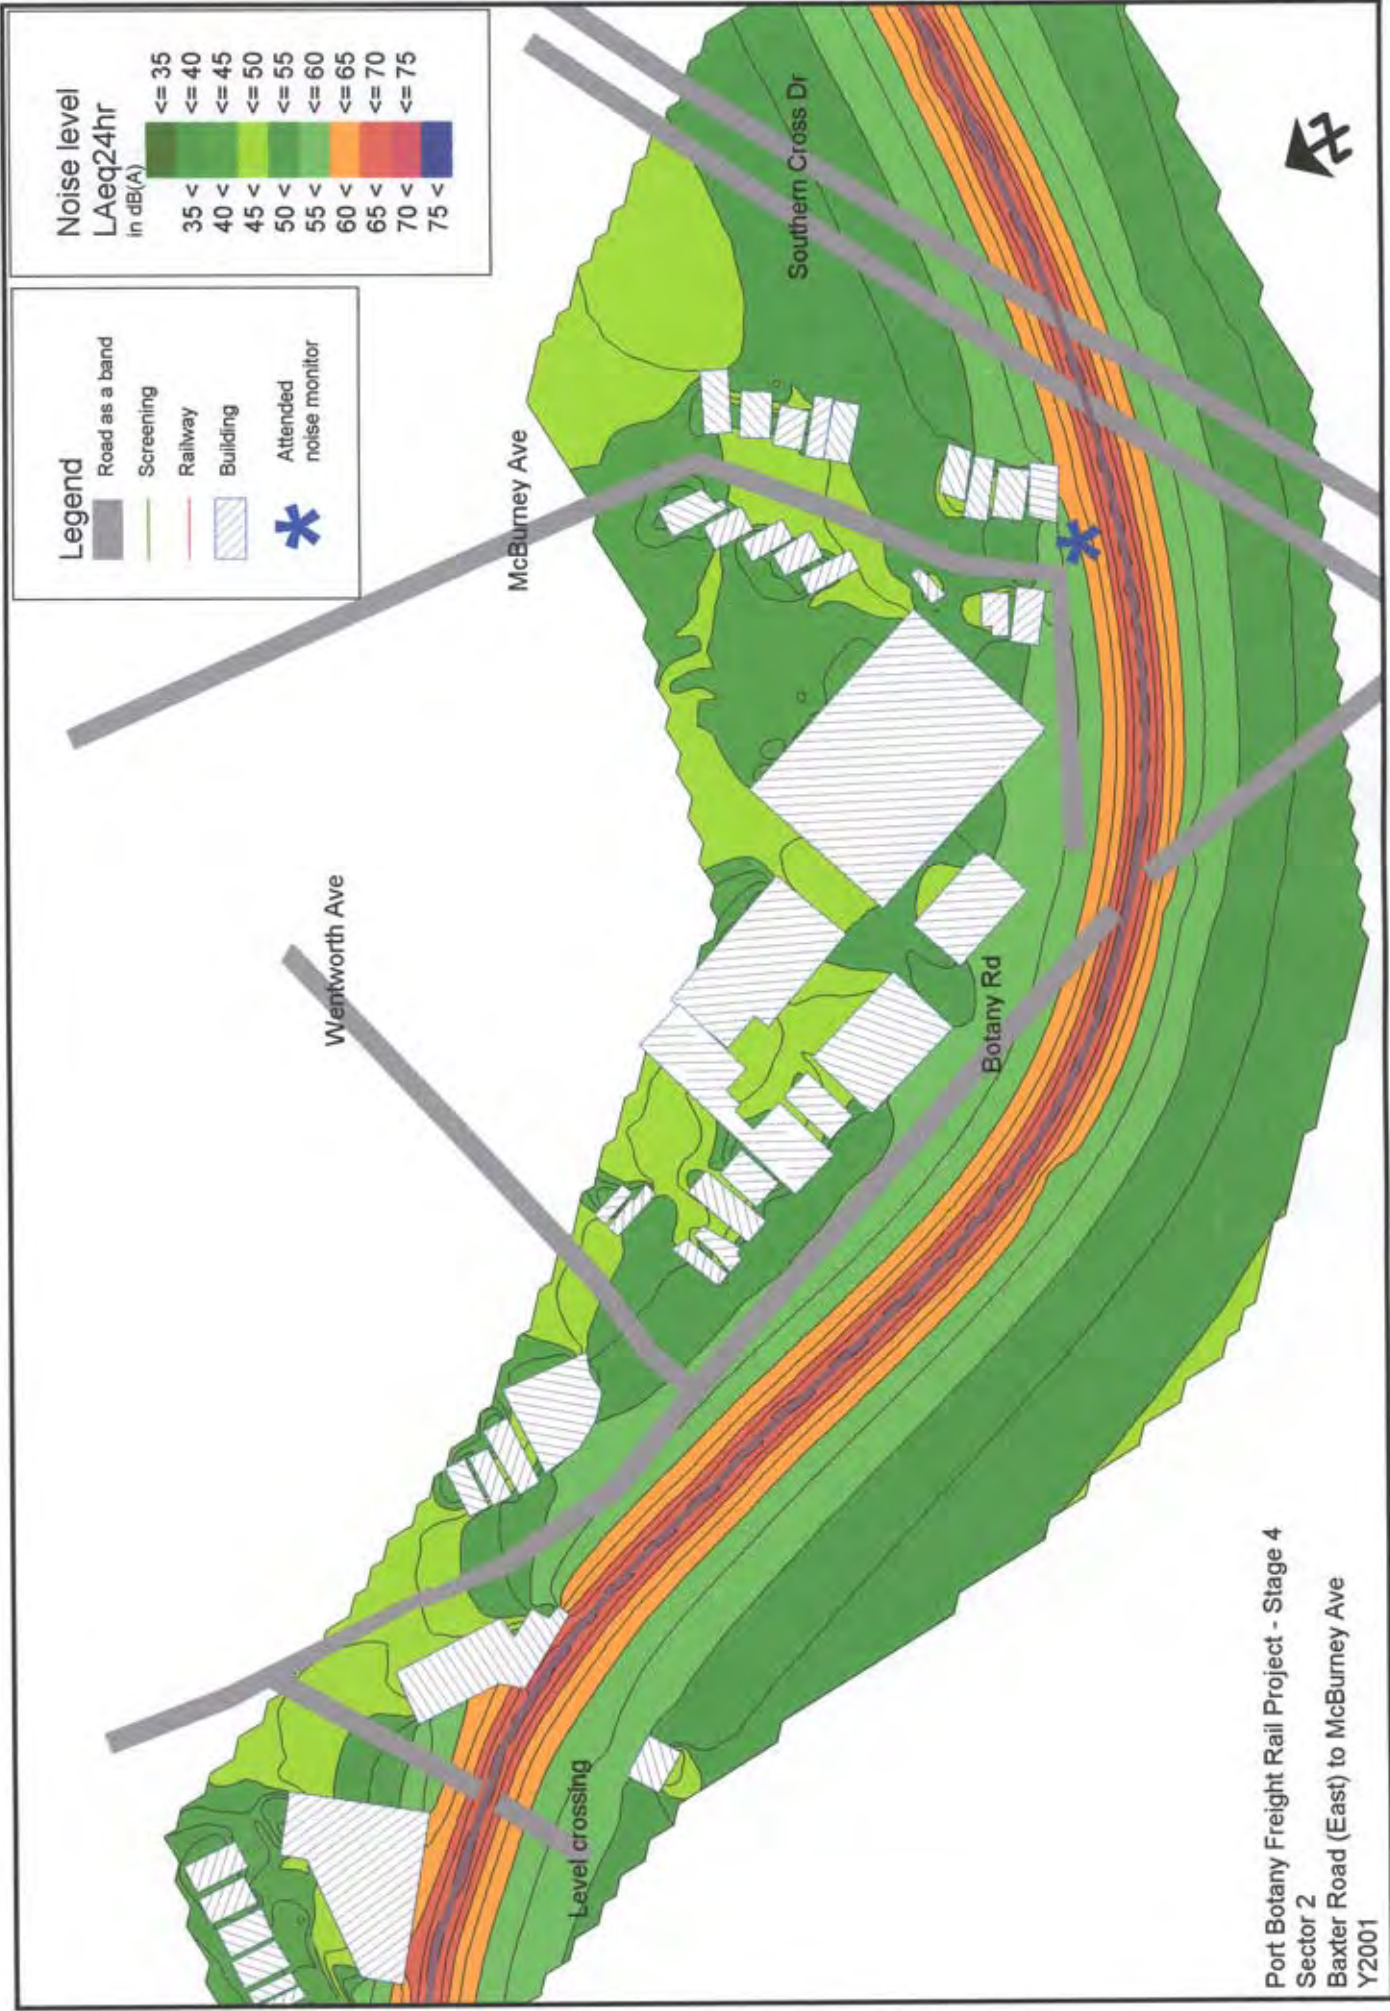 Noise level
LAeq24hr
in dB(A)
<= 35
35 < <= 40
40 < <= 45
45 < <= 50
50 < <= 55
55 < <= 60
60 < <= 65
65 < <= 70
70 < <= 75
75 <
Legend
Road as a band
Screening
Railway
Building
Attended
noise monitor
McBurney Ave
Southern Cross Dr
Wentworth Ave
Botany Rd
Level crossing
N
Port Botany Freight Rail Project - Stage 4
Sector 2
Baxter Road (East) to McBurney Ave
Y2001